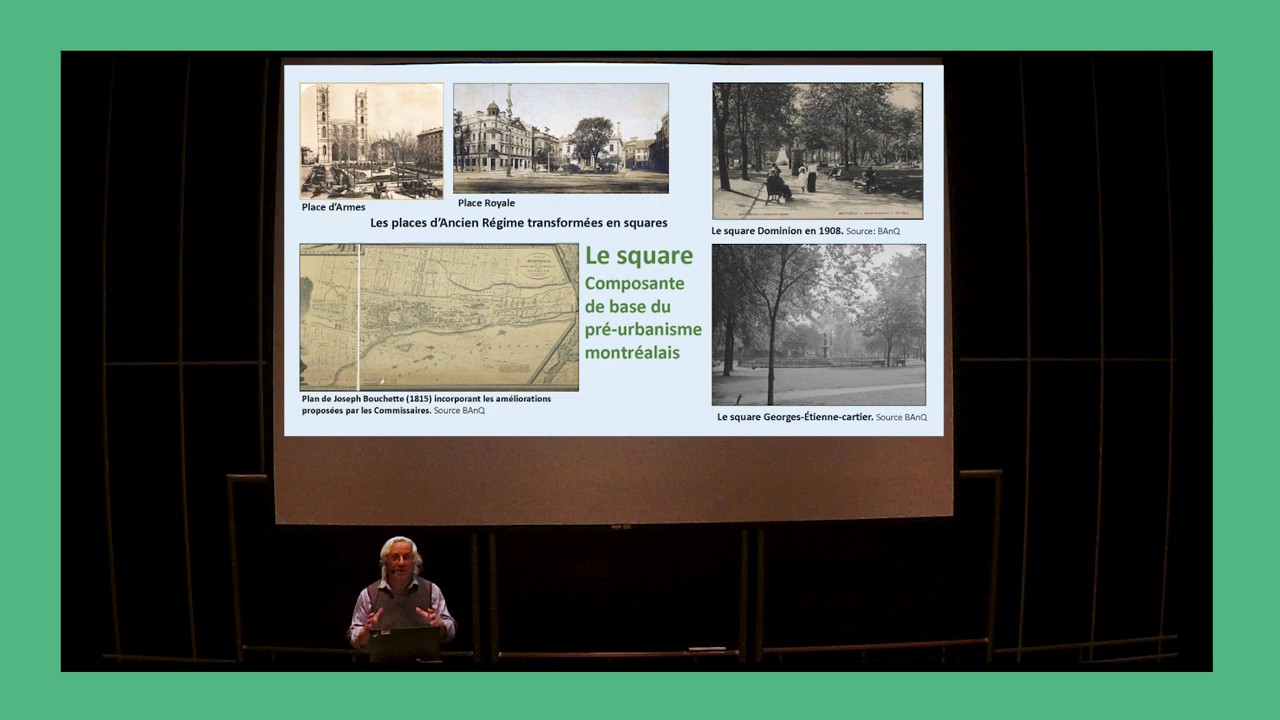 Place d'Armes
Place Royale
Les places d'Ancien Régime transformées en squares
Plan de Joseph Bouchette (1815) incorporant les améliorations
proposées par les Commissaires. Source BAnQ
Le square
Composante
de base du
pré-urbanisme
montréalais
Le square Dominion en 1908. Source: BAnQ
Le square Georges-Étienne-cartier. Source BAnQ